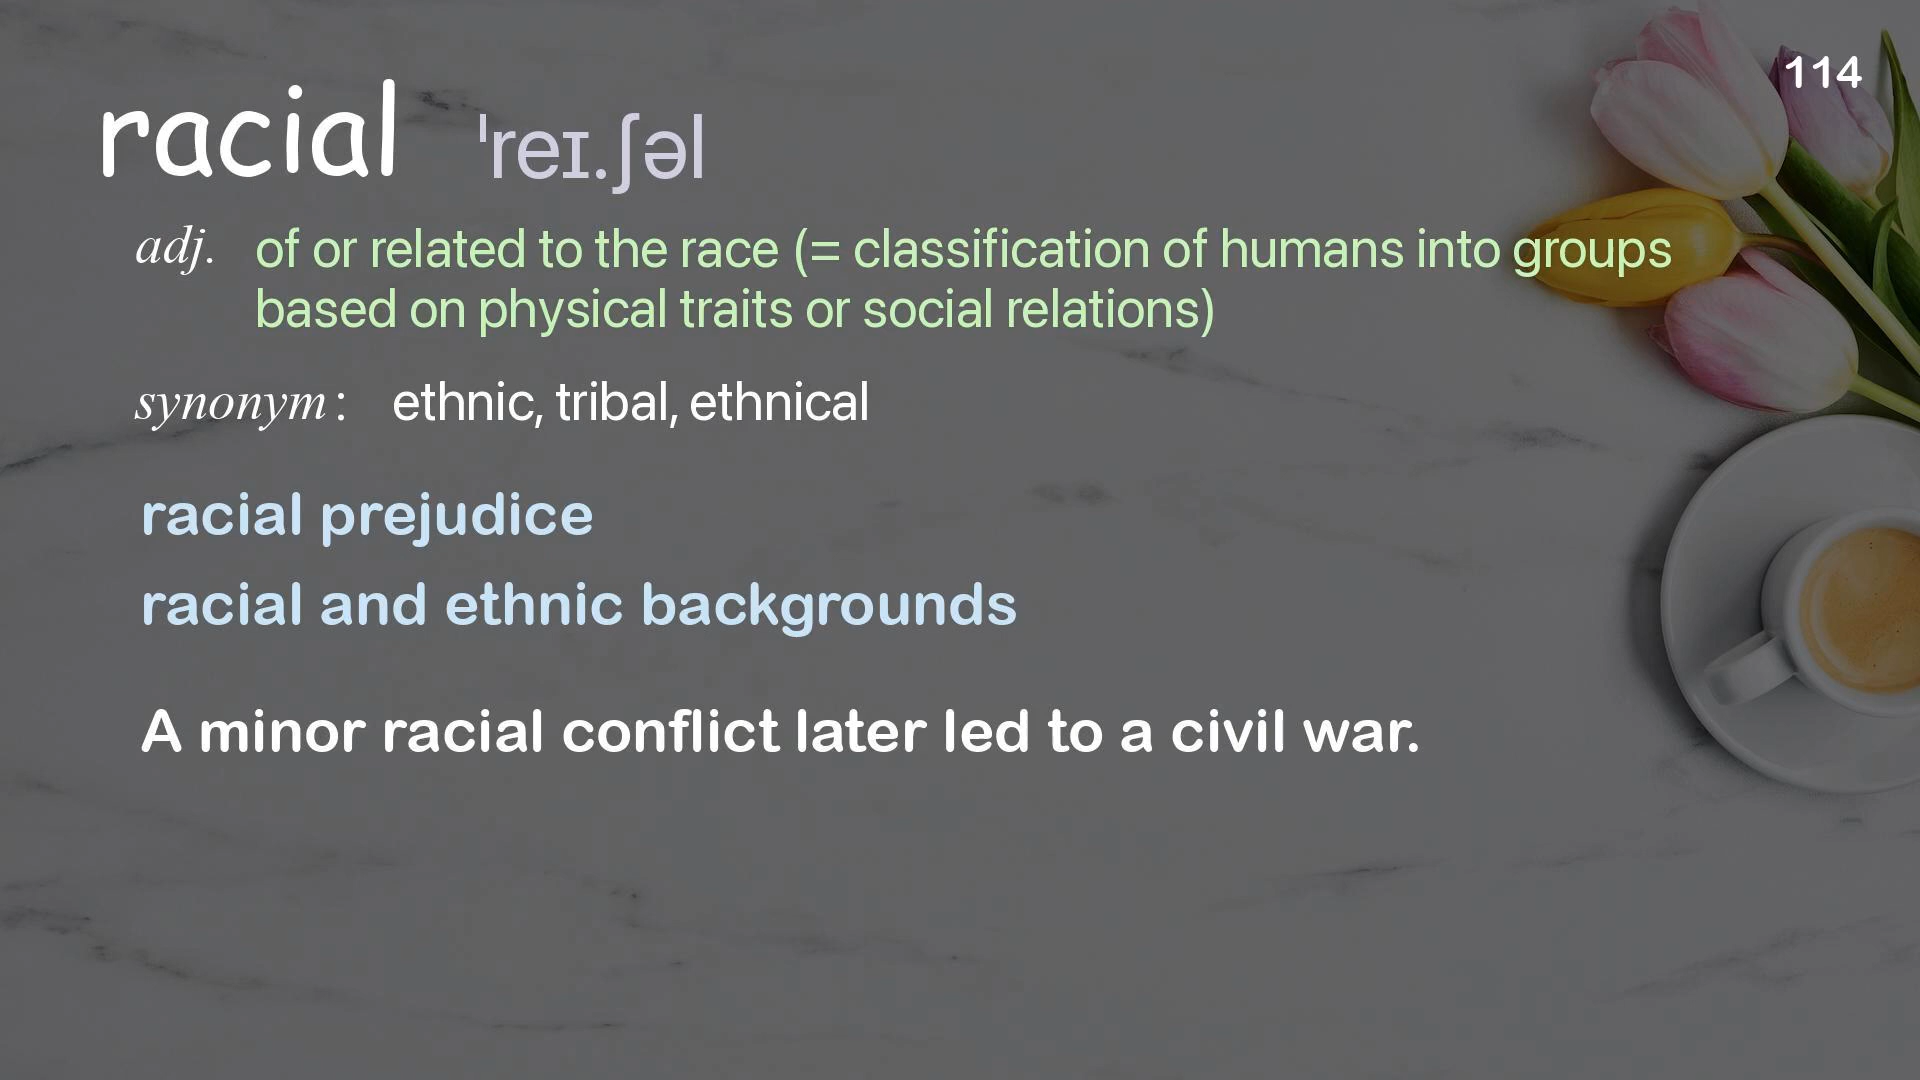 114
racial ˈreɪ.ʃəl
adj. of or related to the race (= classification of humans into groups
based on physical traits or social relations)
synonym: ethnic, tribal, ethnical
racial prejudice
racial and ethnic backgrounds
A minor racial conflict later led to a civil war.